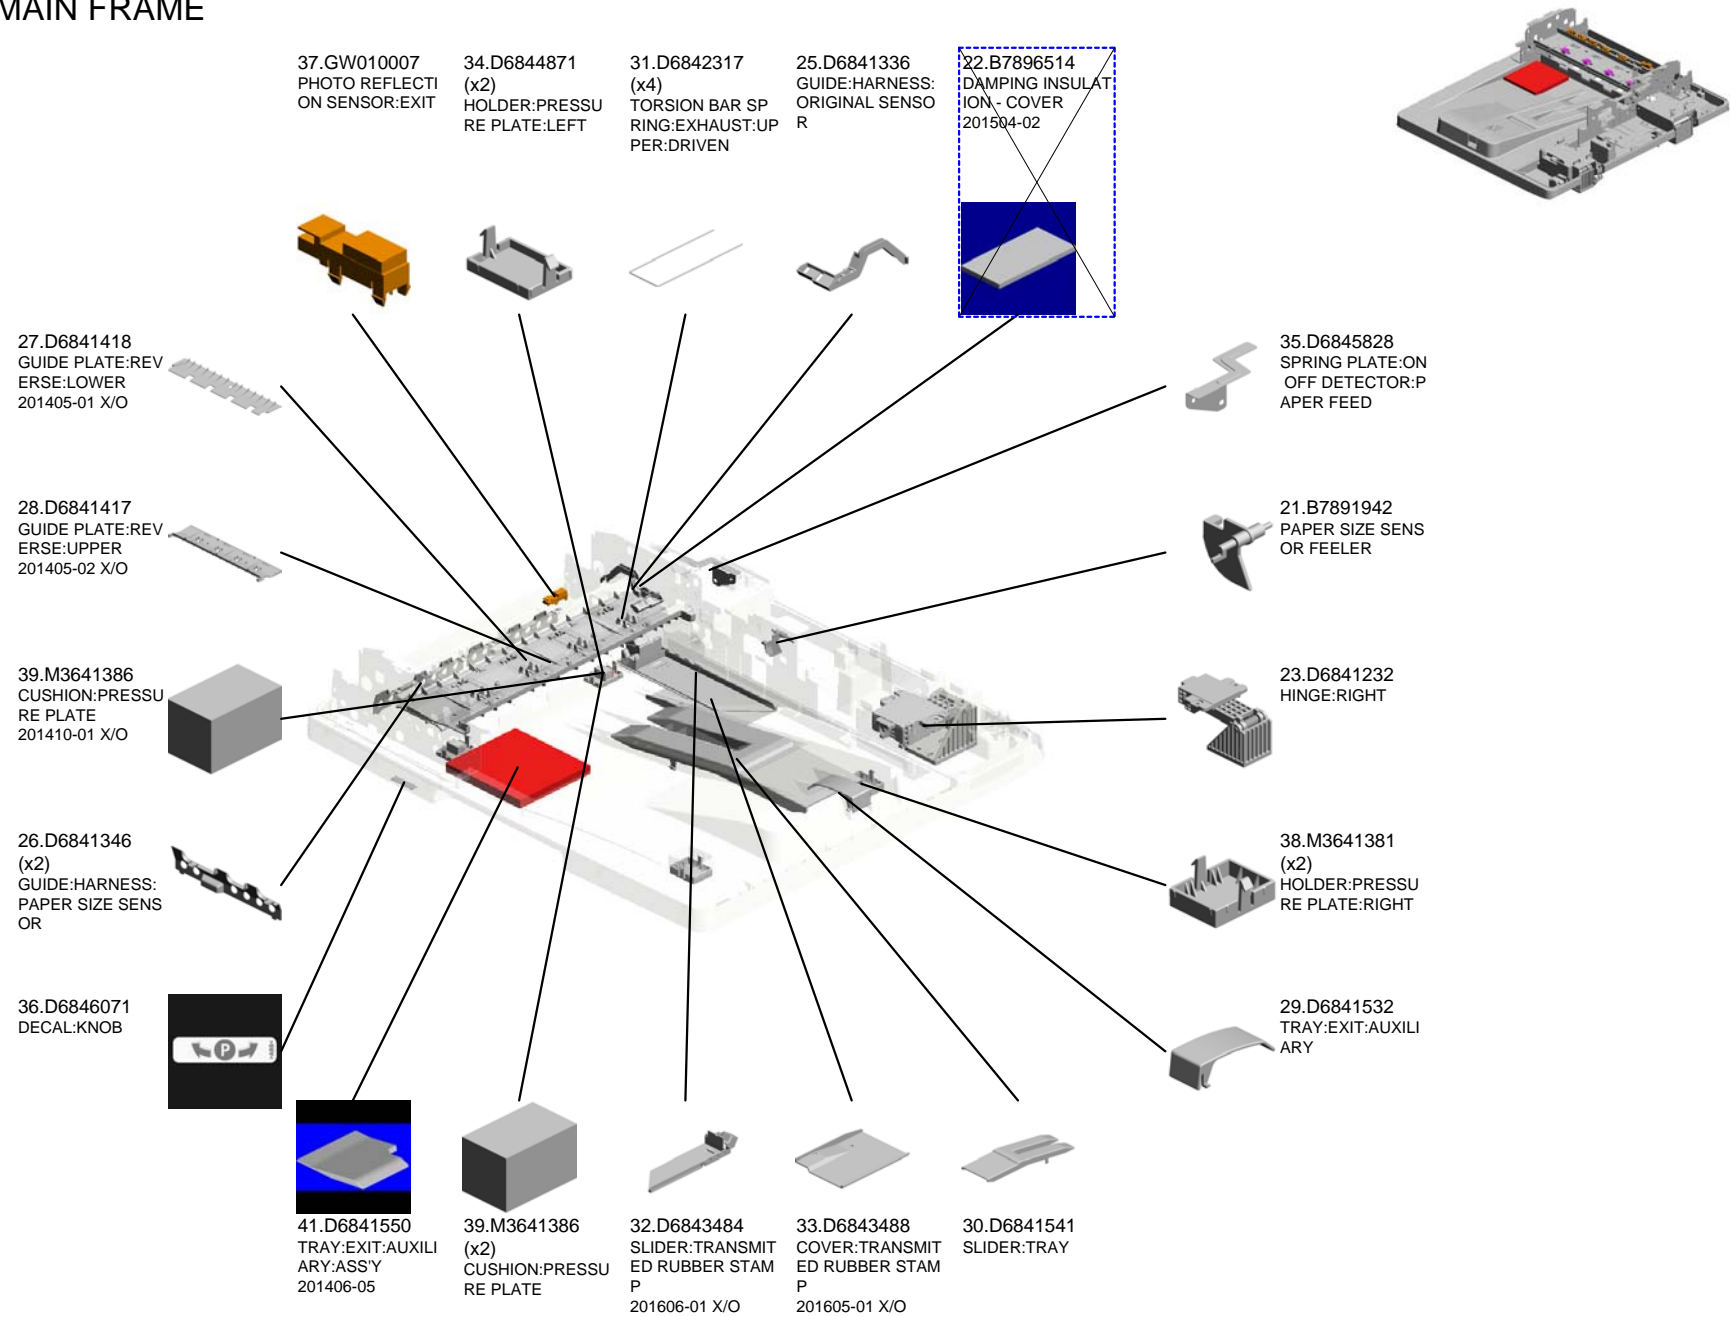 MAIN FRAME
37.GW010007
PHOTO REFLECTI
ON SENSOR:EXIT
34.D6844871
(x2)
HOLDER:PRESSU
RE PLATE:LEFT
31.D6842317
(x4)
TORSION BAR SP
RING:EXHAUST:UP
PER:DRIVEN
25.D6841336
GUIDE:HARNESS:
ORIGINAL SENSO
R
22.B7896514
DAMPING INSULAT
ION - COVER
201504-02
27.D6841418
GUIDE PLATE:REV
ERSE:LOWER
201405-01 X/O
35.D6845828
SPRING PLATE:ON
OFF DETECTOR:P
APER FEED
28.D6841417
GUIDE PLATE:REV
ERSE:UPPER
201405-02 X/O
21.B7891942
PAPER SIZE SENS
OR FEELER
39.M3641386
CUSHION:PRESSU
RE PLATE
201410-01 X/O
23.D6841232
HINGE:RIGHT
26.D6841346
(x2)
GUIDE:HARNESS:
PAPER SIZE SENS
OR
38.M3641381
(x2)
HOLDER:PRESSU
RE PLATE:RIGHT
36.D6846071
DECAL:KNOB
P
29.D6841532
TRAY:EXIT:AUXILI
ARY
41.D6841550
TRAY:EXIT:AUXILI
ARY:ASS'Y
201406-05
39.M3641386
(x2)
CUSHION:PRESSU
RE PLATE
32.D6843484
SLIDER:TRANSMIT
ED RUBBER STAM
P
201606-01 X/O
33.D6843488
COVER:TRANSMIT
ED RUBBER STAM
P
201605-01 X/O
30.D6841541
SLIDER:TRAY